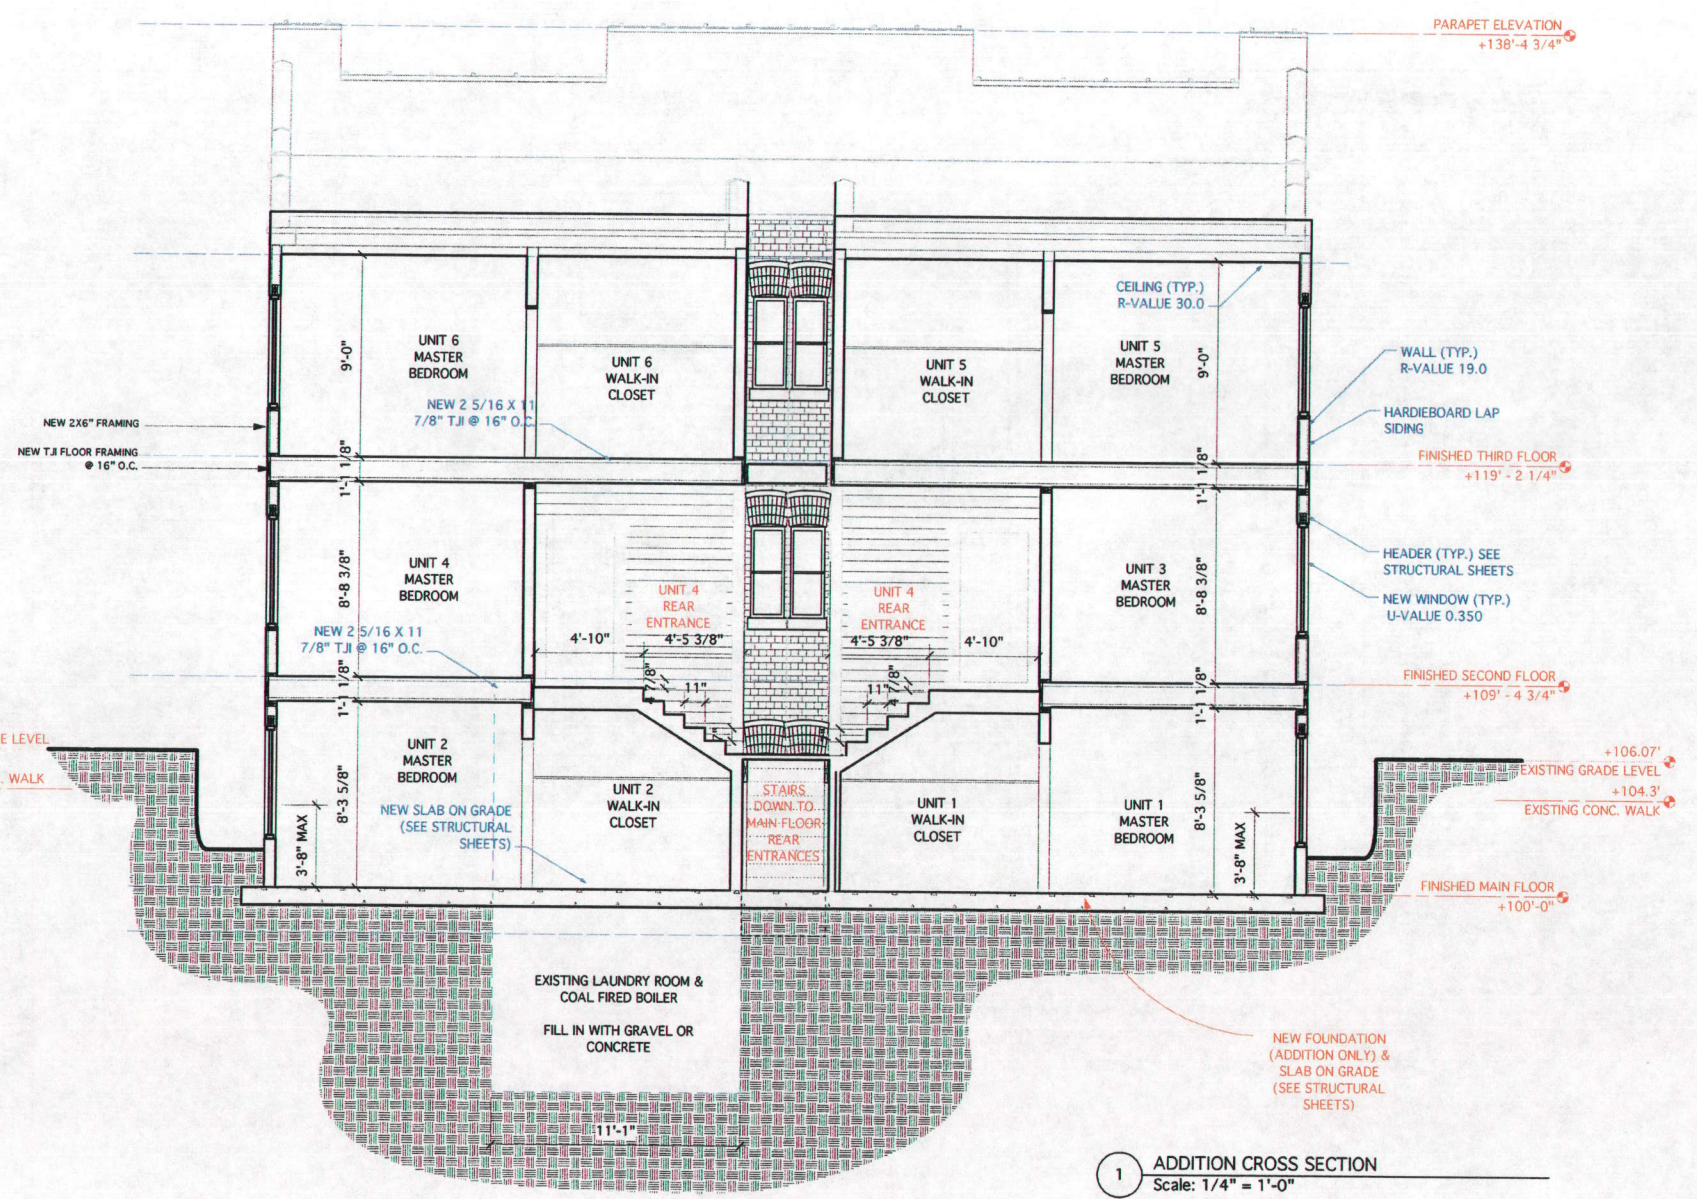 PARAPET ELEVATION
+138'-4 3/4"
CEILING (TYP.)
R-VALUE 30.0
UNIT 6
MASTER
BEDROOM
9'-0"
UNIT 6
WALK-IN
CLOSET
UNIT 5
WALK-IN
CLOSET
UNIT 5
MASTER
BEDROOM
9'-0"
WALL (TYP.)
R-VALUE 19.0
NEW 2 5/16 X 11
7/8" TJI @ 16" O.C.
HARDIEBOARD LAP
SIDING
NEW 2X6" FRAMING
NEW TJI FLOOR FRAMING
@ 16" O.C.
FINISHED THIRD FLOOR
+119' - 2 1/4"
1'-1 1/8"
1'-1 1/8"
UNIT 4
MASTER
BEDROOM
8'-8 3/8"
UNIT 4
REAR
ENTRANCE
UNIT 4
REAR
ENTRANCE
UNIT 3
MASTER
BEDROOM
8'-8 3/8"
HEADER (TYP.) SEE
STRUCTURAL SHEETS
NEW WINDOW (TYP.)
U-VALUE 0.350
NEW 2 5/16 X 11
7/8" TJI @ 16" O.C.
4'-10"
4'-5 3/8"
4'-5 3/8"
4'-10"
4 7/8"
11"
11"
4 7/8"
FINISHED SECOND FLOOR
+109' - 4 3/4"
1'-1 1/8"
1'-1 1/8"
E LEVEL
. WALK
UNIT 2
MASTER
BEDROOM
8'-3 5/8"
3'-8" MAX
NEW SLAB ON GRADE
(SEE STRUCTURAL
SHEETS)
UNIT 2
WALK-IN
CLOSET
STAIRS
DOWN TO
MAIN FLOOR
REAR
ENTRANCES
UNIT 1
WALK-IN
CLOSET
UNIT 1
MASTER
BEDROOM
8'-3 5/8"
3'-8" MAX
+106.07'
EXISTING GRADE LEVEL
+104.3'
EXISTING CONC. WALK
FINISHED MAIN FLOOR
+100'-0"
EXISTING LAUNDRY ROOM &
COAL FIRED BOILER
FILL IN WITH GRAVEL OR
CONCRETE
NEW FOUNDATION
(ADDITION ONLY) &
SLAB ON GRADE
(SEE STRUCTURAL
SHEETS)
11'-1"
1
ADDITION CROSS SECTION
Scale: 1/4" = 1'-0"